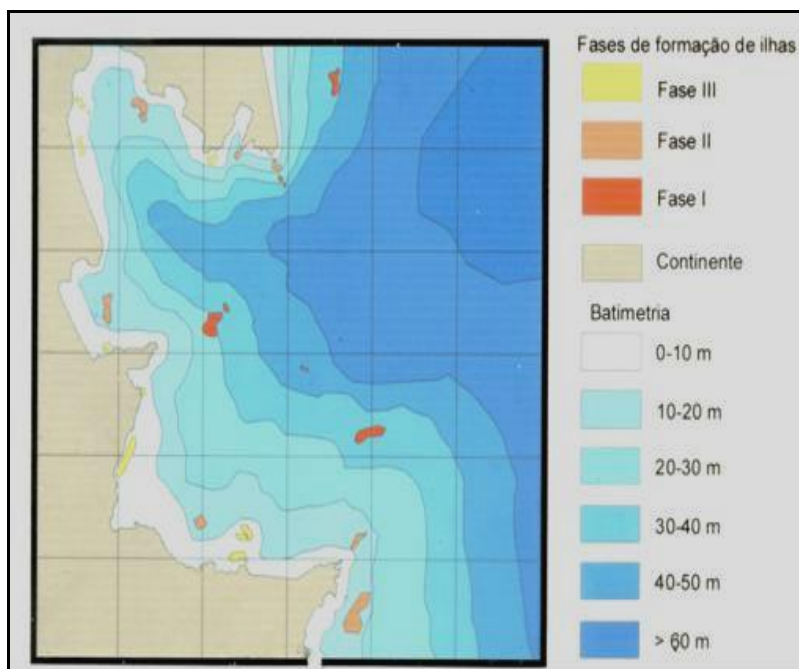 Fases de formação de ilhas
Fase III
Fase II
Fase I
Continente
Batimetria
0-10 m
10-20 m
20-30 m
30-40 m
40-50 m
> 60 m